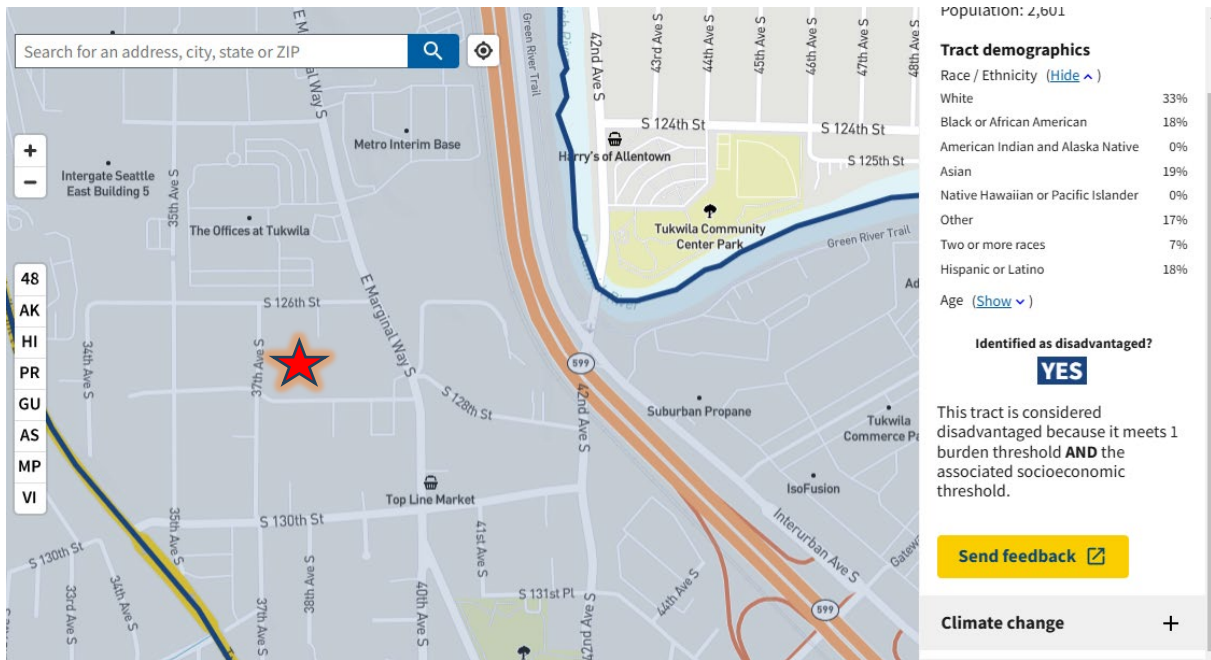 Search for an address, city, state or ZIP
+
−
48
AK
HI
PR
GU
AS
MP
VI
E Marginal Way S
Green River Trail
42nd Ave S
43rd Ave S
44th Ave S
45th Ave S
46th Ave S
47th Ave S
48th Ave S
S 124th St
S 124th St
Metro Interim Base
Harry's of Allentown
S 125th St
Intergate Seattle
East Building 5
35th Ave S
The Offices at Tukwila
Tukwila Community
Center Park
Green River Trail
River
Ad
S 126th St
E Marginal Way S
34th Ave S
37th Ave S
599
S 128th St
42nd Ave S
Suburban Propane
Tukwila
Commerce Pa
Top Line Market
IsoFusion
S 130th St
35th Ave S
Interurban Ave S
Gatew
S 130th St
41st Ave S
33rd Ave S
34th Ave S
37th Ave S
38th Ave S
40th Ave S
S 131st Pl
42nd Ave S
44th Ave S
599
Population: 2,601
Tract demographics
Race / Ethnicity (Hide)
White 33%
Black or African American 18%
American Indian and Alaska Native 0%
Asian 19%
Native Hawaiian or Pacific Islander 0%
Other 17%
Two or more races 7%
Hispanic or Latino 18%
Age (Show)
Identified as disadvantaged?
YES
This tract is considered
disadvantaged because it meets 1
burden threshold AND the
associated socioeconomic
threshold.
Send feedback
Climate change +